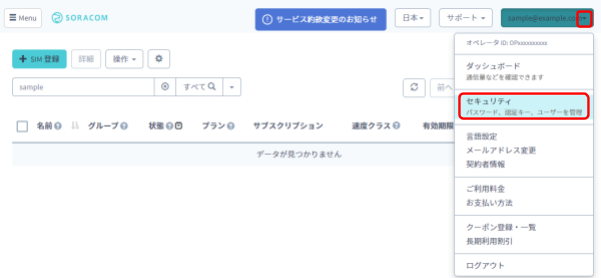 Menu
SORACOM
サービス約款変更のお知らせ
日本
サポート
sample@example.com
オペレータ ID: OPxxxxxxxxxx
+ SIM 登録
詳細
操作
ダッシュボード
通信量などを確認できます
sample
すべて
前へ
セキュリティ
パスワード、認証キー、ユーザーを管理
名前
グループ
状態
プラン
サブスクリプション
速度クラス
有効期限
言語設定
メールアドレス変更
契約者情報
データが見つかりません
ご利用料金
お支払い方法
クーポン登録・一覧
長期利用割引
ログアウト